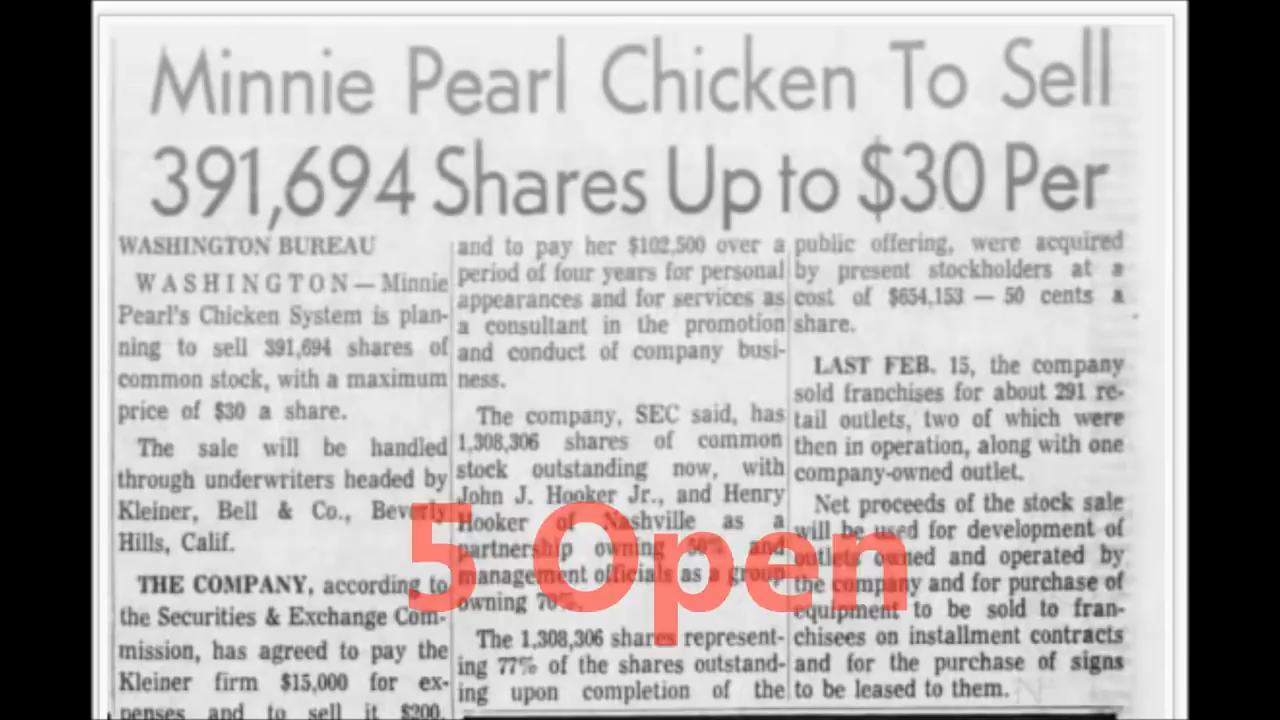 Minnie Pearl Chicken To Sell
391,694 Shares Up to $30 Per
WASHINGTON BUREAU
WASHINGTON — Minnie
Pearl's Chicken System is plan-
ning to sell 391,694 shares of
common stock, with a maximum
price of $30 a share.
The sale will be handled
through underwriters headed by
Kleiner, Bell & Co., Beverly
Hills, Calif.
THE COMPANY, according to
the Securities & Exchange Com-
mission, has agreed to pay the
Kleiner firm $15,000 for ex-
penses and to sell it $200,
and to pay her $102,500 over a
period of four years for personal
appearances and for services as
a consultant in the promotion
and conduct of company busi-
ness.
The company, SEC said, has
1,308,306 shares of common
stock outstanding now, with
John J. Hooker Jr., and Henry
Hooker of Nashville as a
partnership owning and
management officials as a group
owning 70%.
The 1,308,306 shares represent-
ing 77% of the shares outstand-
ing upon completion of the
public offering, were acquired
by present stockholders at a
cost of $654,153 — 50 cents a
share.
LAST FEB. 15, the company
sold franchises for about 291 re-
tail outlets, two of which were
then in operation, along with one
company-owned outlet.
Net proceeds of the stock sale
will be used for development of
outlets owned and operated by
the company and for purchase of
equipment to be sold to fran-
chisees on installment contracts
and for the purchase of signs
to be leased to them.
5 Open